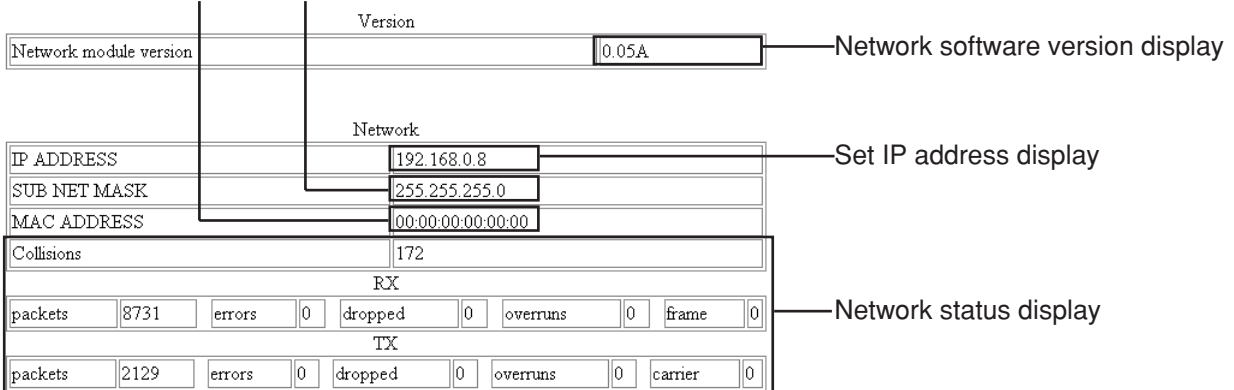 Version
Network module version 0.05A
Network software version display
Network
IP ADDRESS 192.168.0.8
Set IP address display
SUB NET MASK 255.255.255.0
MAC ADDRESS 00:00:00:00:00:00
Collisions 172
RX
packets 8731 errors 0 dropped 0 overruns 0 frame 0
Network status display
TX
packets 2129 errors 0 dropped 0 overruns 0 carrier 0